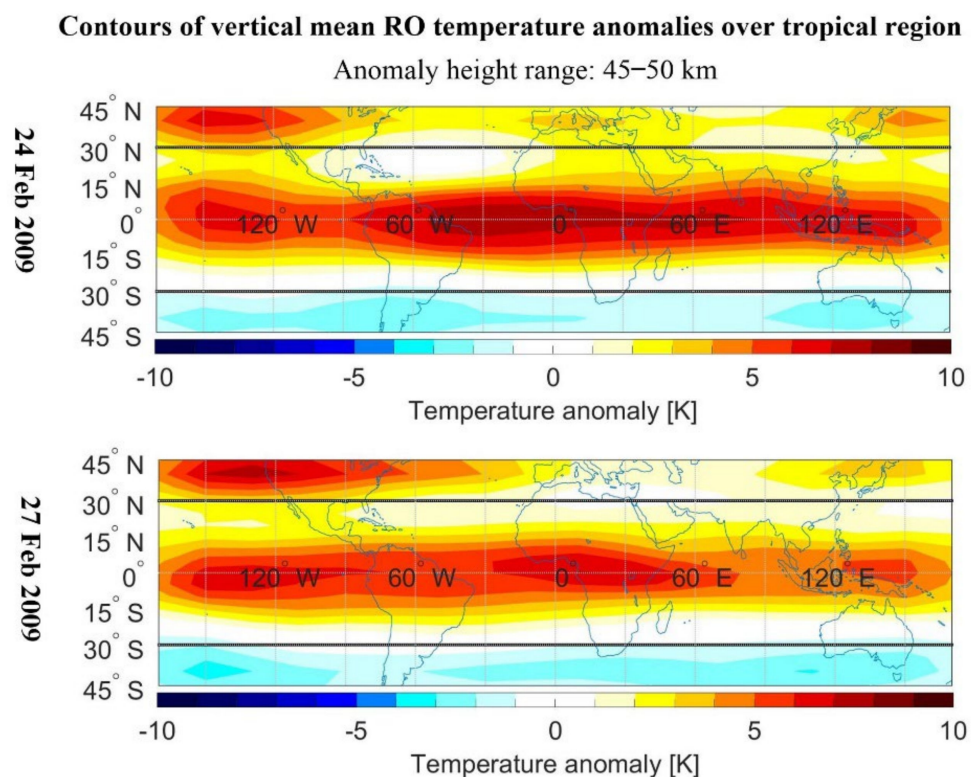 Contours of vertical mean RO temperature anomalies over tropical region
Anomaly height range: 45−50 km
24 Feb 2009
45° N
30° N
15° N
0°
15° S
30° S
45° S
120° W 60° W 0° 60° E 120° E
-10 -5 0 5 10
Temperature anomaly [K]
27 Feb 2009
45° N
30° N
15° N
0°
15° S
30° S
45° S
120° W 60° W 0° 60° E 120° E
-10 -5 0 5 10
Temperature anomaly [K]